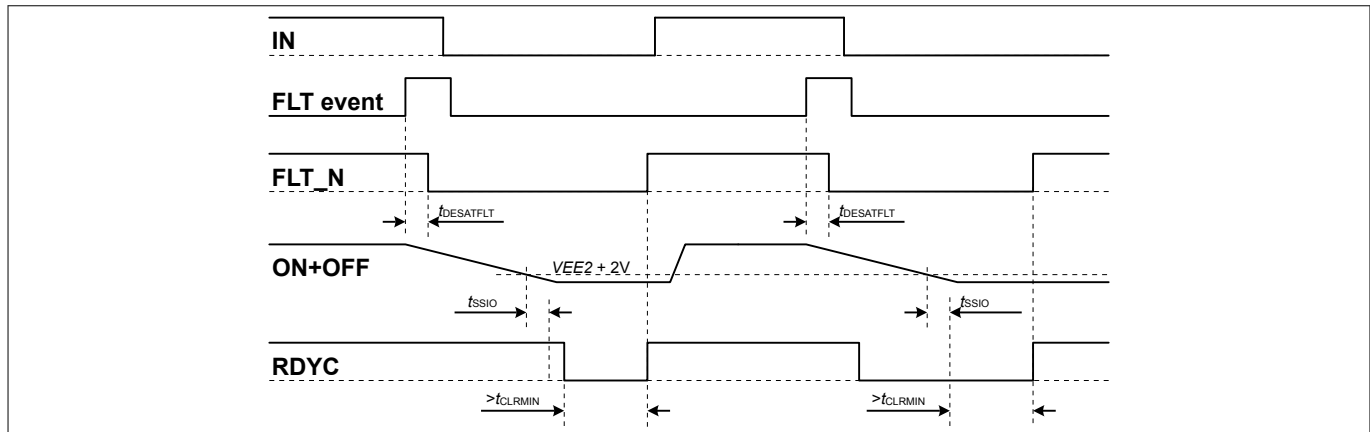 IN
FLT event
FLT_N
tDESATFLT
tDESATFLT
ON+OFF
VEE2 + 2V
tSSIO
tSSIO
RDYC
>tCLRMIN
>tCLRMIN